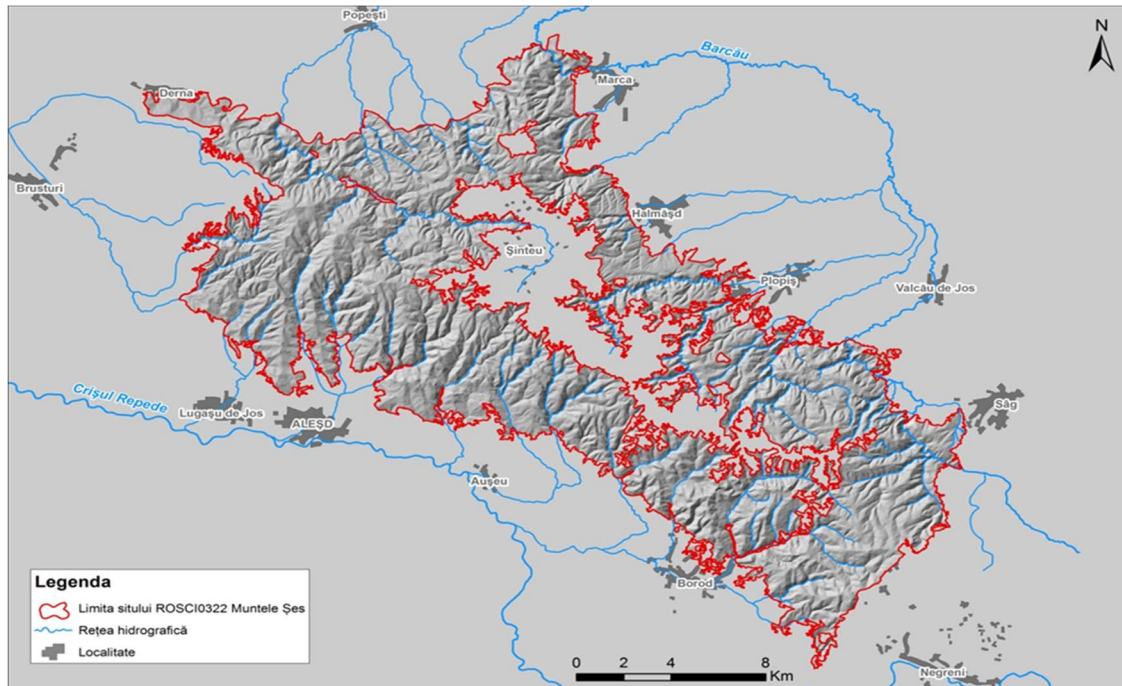 Popești
N
Barcău
Marca
Derna
Brusturi
Halmășd
Șinteu
Plopiș
Valcău de Jos
Crișul Repede
Lugașu de Jos
ALEȘD
Sâg
Aușeu
Borod
Negreni
Legenda
Limita sitului ROSCI0322 Muntele Șes
Rețea hidrografică
Localitate
0 2 4 8
Km